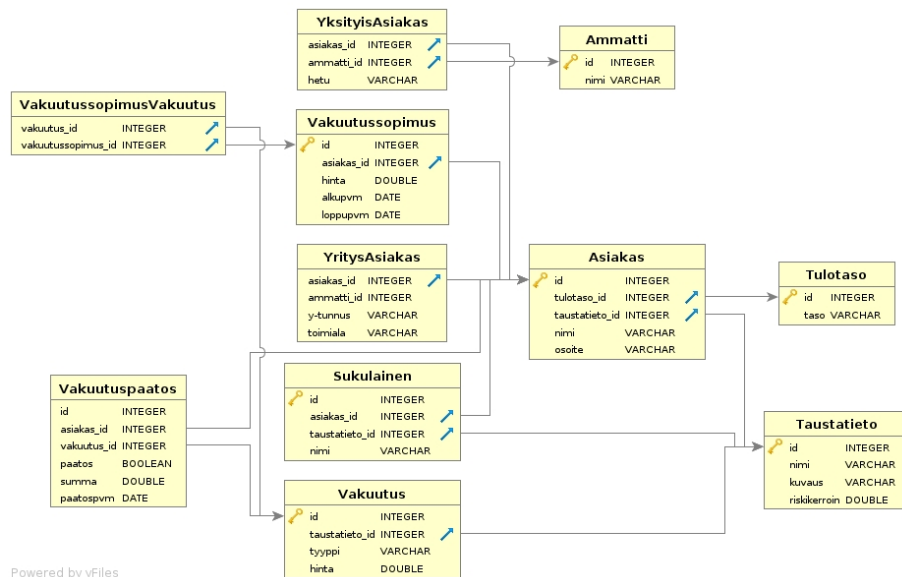 YksityisAsiakas
asiakas_id INTEGER
ammatti_id INTEGER
hetu VARCHAR
Ammatti
id INTEGER
nimi VARCHAR
VakuutussopimusVakuutus
vakuutus_id INTEGER
vakuutussopimus_id INTEGER
Vakuutussopimus
id INTEGER
asiakas_id INTEGER
hinta DOUBLE
alkupvm DATE
loppupvm DATE
YritysAsiakas
asiakas_id INTEGER
ammatti_id INTEGER
y-tunnus VARCHAR
toimiala VARCHAR
Asiakas
id INTEGER
tulotaso_id INTEGER
taustatieto_id INTEGER
nimi VARCHAR
osoite VARCHAR
Tulotaso
id INTEGER
taso VARCHAR
Vakuutuspaatos
id INTEGER
asiakas_id INTEGER
vakuutus_id INTEGER
paatos BOOLEAN
summa DOUBLE
paatospvm DATE
Sukulainen
id INTEGER
asiakas_id INTEGER
taustatieto_id INTEGER
nimi VARCHAR
Taustatieto
id INTEGER
nimi VARCHAR
kuvaus VARCHAR
riskikerroin DOUBLE
Vakuutus
id INTEGER
taustatieto_id INTEGER
tyyppi VARCHAR
hinta DOUBLE
Powered by yFiles